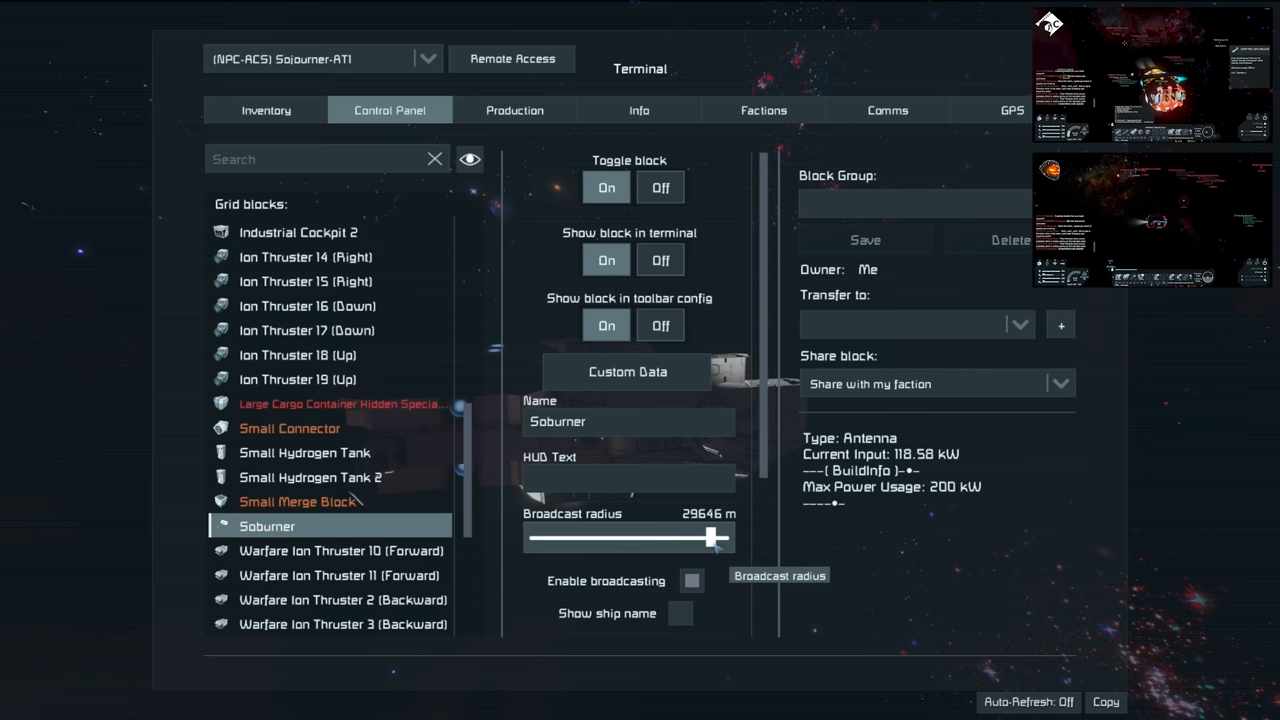 (NPC-ACS) Sojourner-ATI
Remote Access
Terminal
Inventory
Control Panel
Production
Info
Factions
Comms
GPS
Search
Grid blocks:
Industrial Cockpit 2
Ion Thruster 14 (Right)
Ion Thruster 15 (Right)
Ion Thruster 16 (Down)
Ion Thruster 17 (Down)
Ion Thruster 18 (Up)
Ion Thruster 19 (Up)
Large Cargo Container Hidden Specia...
Small Connector
Small Hydrogen Tank
Small Hydrogen Tank 2
Small Merge Block
Soburner
Warfare Ion Thruster 10 (Forward)
Warfare Ion Thruster 11 (Forward)
Warfare Ion Thruster 2 (Backward)
Warfare Ion Thruster 3 (Backward)
Toggle block
On Off
Show block in terminal
On Off
Show block in toolbar config
On Off
Custom Data
Name
Soburner
HUD Text
Broadcast radius 29646 m
Broadcast radius
Enable broadcasting
Show ship name
Block Group:
Save
Delete
Owner: Me
Transfer to:
+
Share block:
Share with my faction
Type: Antenna
Current Input: 118.58 kW
---( BuildInfo )-•-
Max Power Usage: 200 kW
----•-
Auto-Refresh: Off
Copy